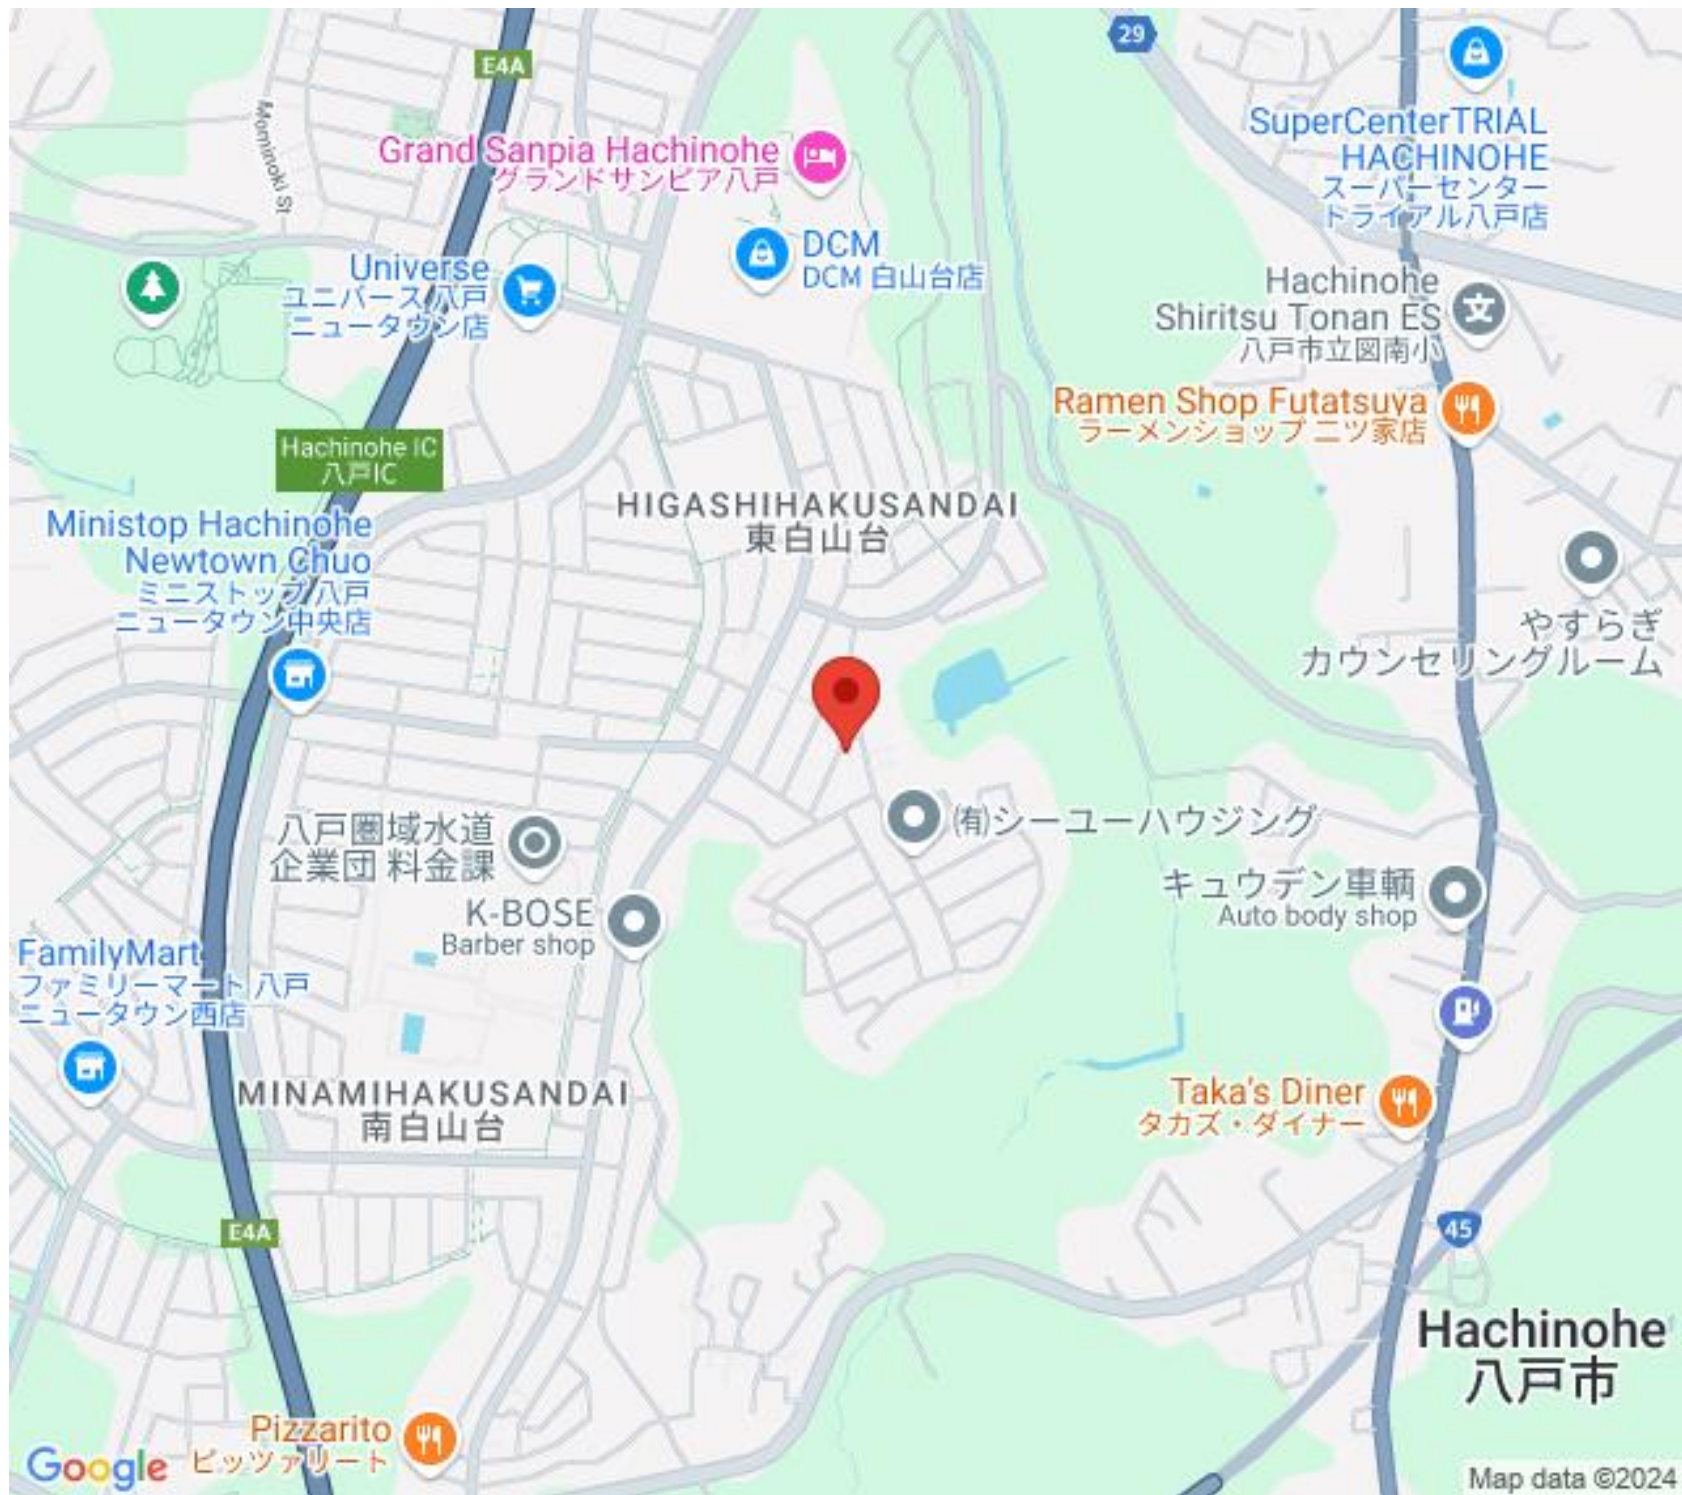 E4A
29
Mominoki St
Grand Sanpia Hachinohe
グランドサンピア八戸
SuperCenterTRIAL
HACHINOHE
スーパーセンター
トライアル八戸店
DCM
DCM 白山台店
Universe
ユニバース 八戸
ニュータウン店
Hachinohe
Shiritsu Tonan ES
八戸市立図南小
Ramen Shop Futatsuya
ラーメンショップ 二ツ家店
Hachinohe IC
八戸IC
HIGASHIHAKUSANDAI
東白山台
Ministop Hachinohe
Newtown Chuo
ミニストップ 八戸
ニュータウン中央店
やすらぎ
カウンセリングルーム
㈲シーユーハウジング
八戸圏域水道
企業団 料金課
キュウデン車輌
Auto body shop
K-BOSE
Barber shop
FamilyMart
ファミリーマート 八戸
ニュータウン西店
MINAMIHAKUSANDAI
南白山台
Taka's Diner
タカズ・ダイナー
E4A
45
Hachinohe
八戸市
Pizzarito
ピッツァリート
Google
Map data ©2024